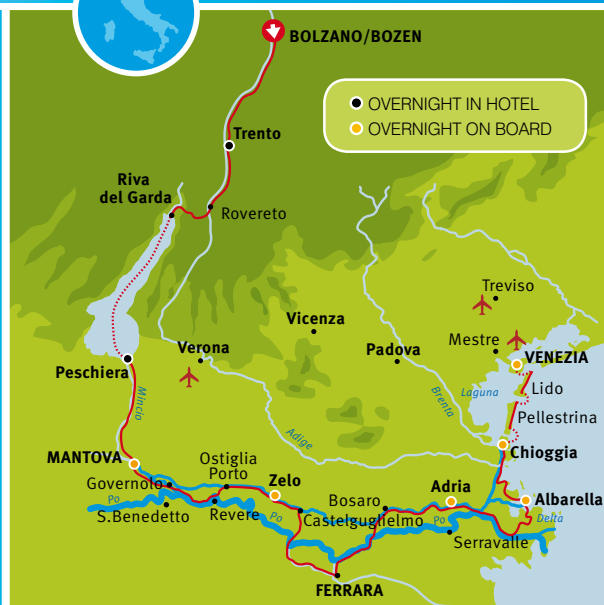 BOLZANO/BOZEN
OVERNIGHT IN HOTEL
OVERNIGHT ON BOARD
Trento
Riva
del Garda
Rovereto
Treviso
Vicenza
Verona
Padova
Mestre
VENEZIA
Peschiera
Mincio
Brenta
Laguna
Lido
Pellestrina
Adige
Chioggia
MANTOVA
Governolo
Ostiglia
Porto
Zelo
Bosaro
Adria
Albarella
Po
S.Benedetto
Revere
Po
Castelguglielmo
Po
Delta
Serravalle
FERRARA